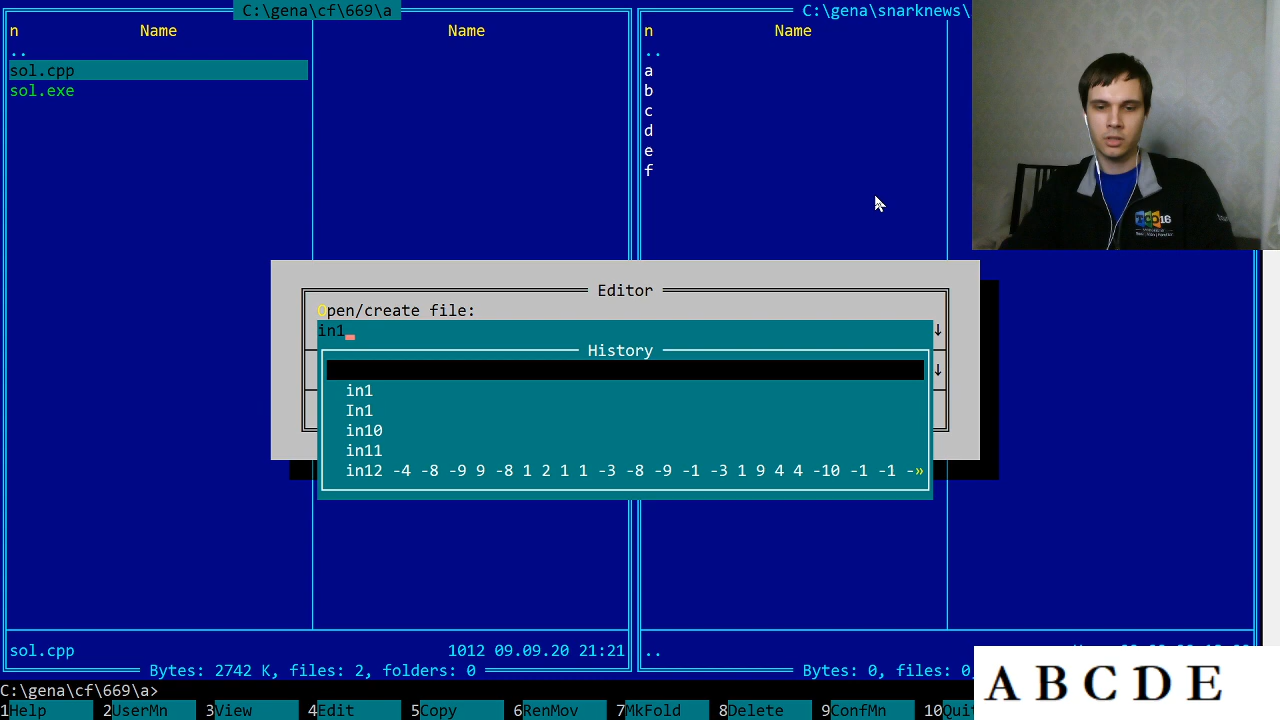 C:\gena\cf\669\a
C:\gena\snarknews\
n Name Name
n Name
..
sol.cpp
sol.exe
..
a
b
c
d
e
f
16
Editor
Open/create file:
in1
↓
History
↓
in1
In1
in10
in11
in12 -4 -8 -9 9 -8 1 2 1 1 -3 -8 -9 -1 -3 1 9 4 4 -10 -1 -1 -»
sol.cpp 1012 09.09.20 21:21
..
Bytes: 2742 K, files: 2, folders: 0
Bytes: 0, files: 0,
C:\gena\cf\669\a>
1Help 2UserMn 3View 4Edit 5Copy 6RenMov 7MkFold 8Delete 9ConfMn 10Quit
A B C D E